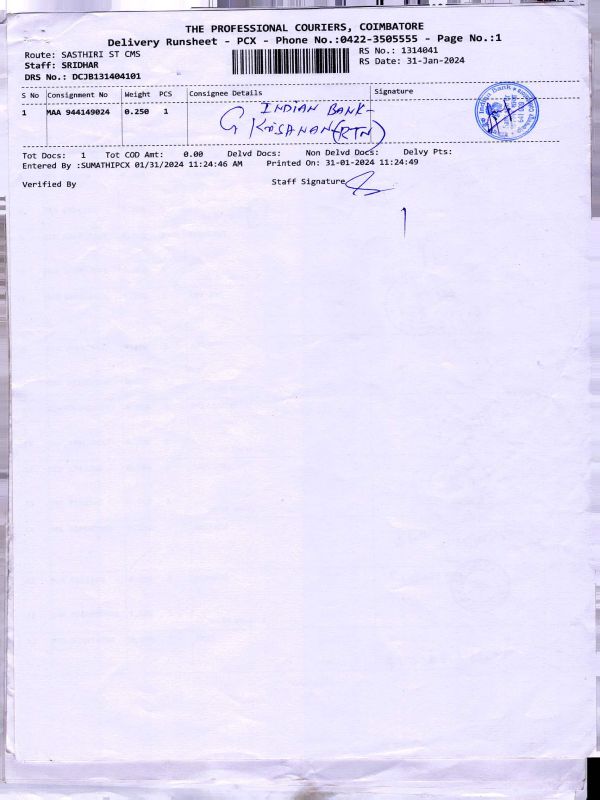 THE PROFESSIONAL COURIERS, COIMBATORE
Delivery Runsheet - PCX - Phone No.:0422-3505555 - Page No.:1
Route: SASTHIRI ST CMS
RS No.: 1314041
Staff: SRIDHAR
RS Date: 31-Jan-2024
DRS No.: DCJB131404101
S No Consignment No Weight PCS Consignee Details Signature
1 MAA 944149024 0.250 1 INDIAN BANK-
G (RTN)
Indian Bank
Tot Docs: 1 Tot COD Amt: 0.00 Delvd Docs: Non Delvd Docs: Delvy Pts:
Entered By :SUMATHIPCX 01/31/2024 11:24:46 AM Printed On: 31-01-2024 11:24:49
Verified By Staff Signature